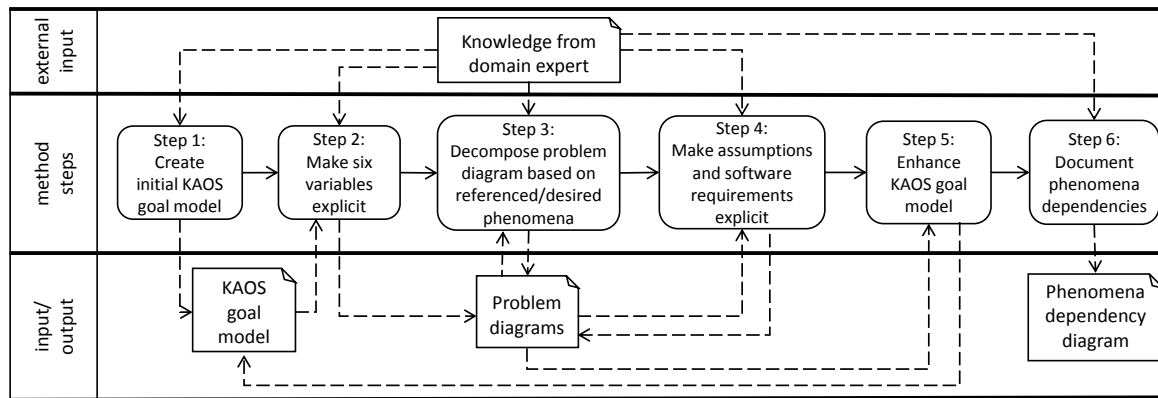 external
input
Knowledge from
domain expert
method
steps
Step 1:
Create
initial KAOS
goal model
Step 2:
Make six
variables
explicit
Step 3:
Decompose problem
diagram based on
referenced/desired
phenomena
Step 4:
Make assumptions
and software
requirements
explicit
Step 5:
Enhance
KAOS goal
model
Step 6:
Document
phenomena
dependencies
input/
output
KAOS
goal
model
Problem
diagrams
Phenomena
dependency
diagram